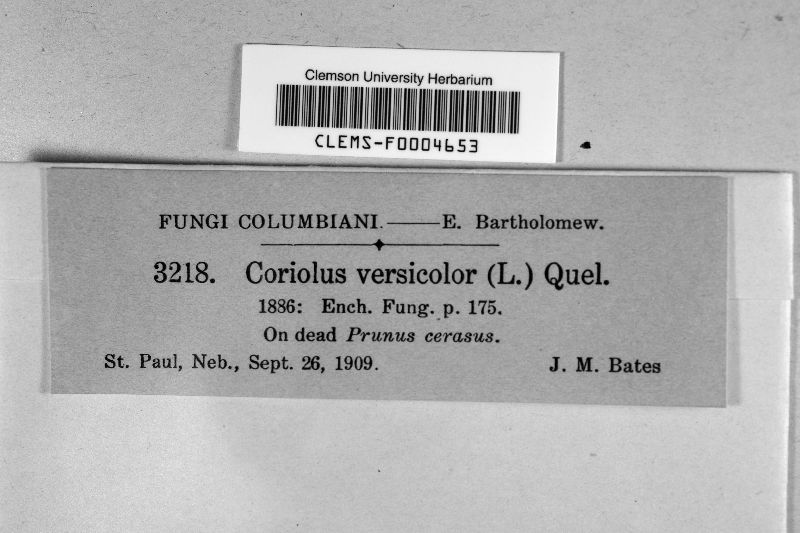 Clemson University Herbarium
CLEMS-F0004653
FUNGI COLUMBIANI.——E. Bartholomew.
3218. Coriolus versicolor (L.) Quel.
1886: Ench. Fung. p. 175.
On dead Prunus cerasus.
St. Paul, Neb., Sept. 26, 1909. J. M. Bates